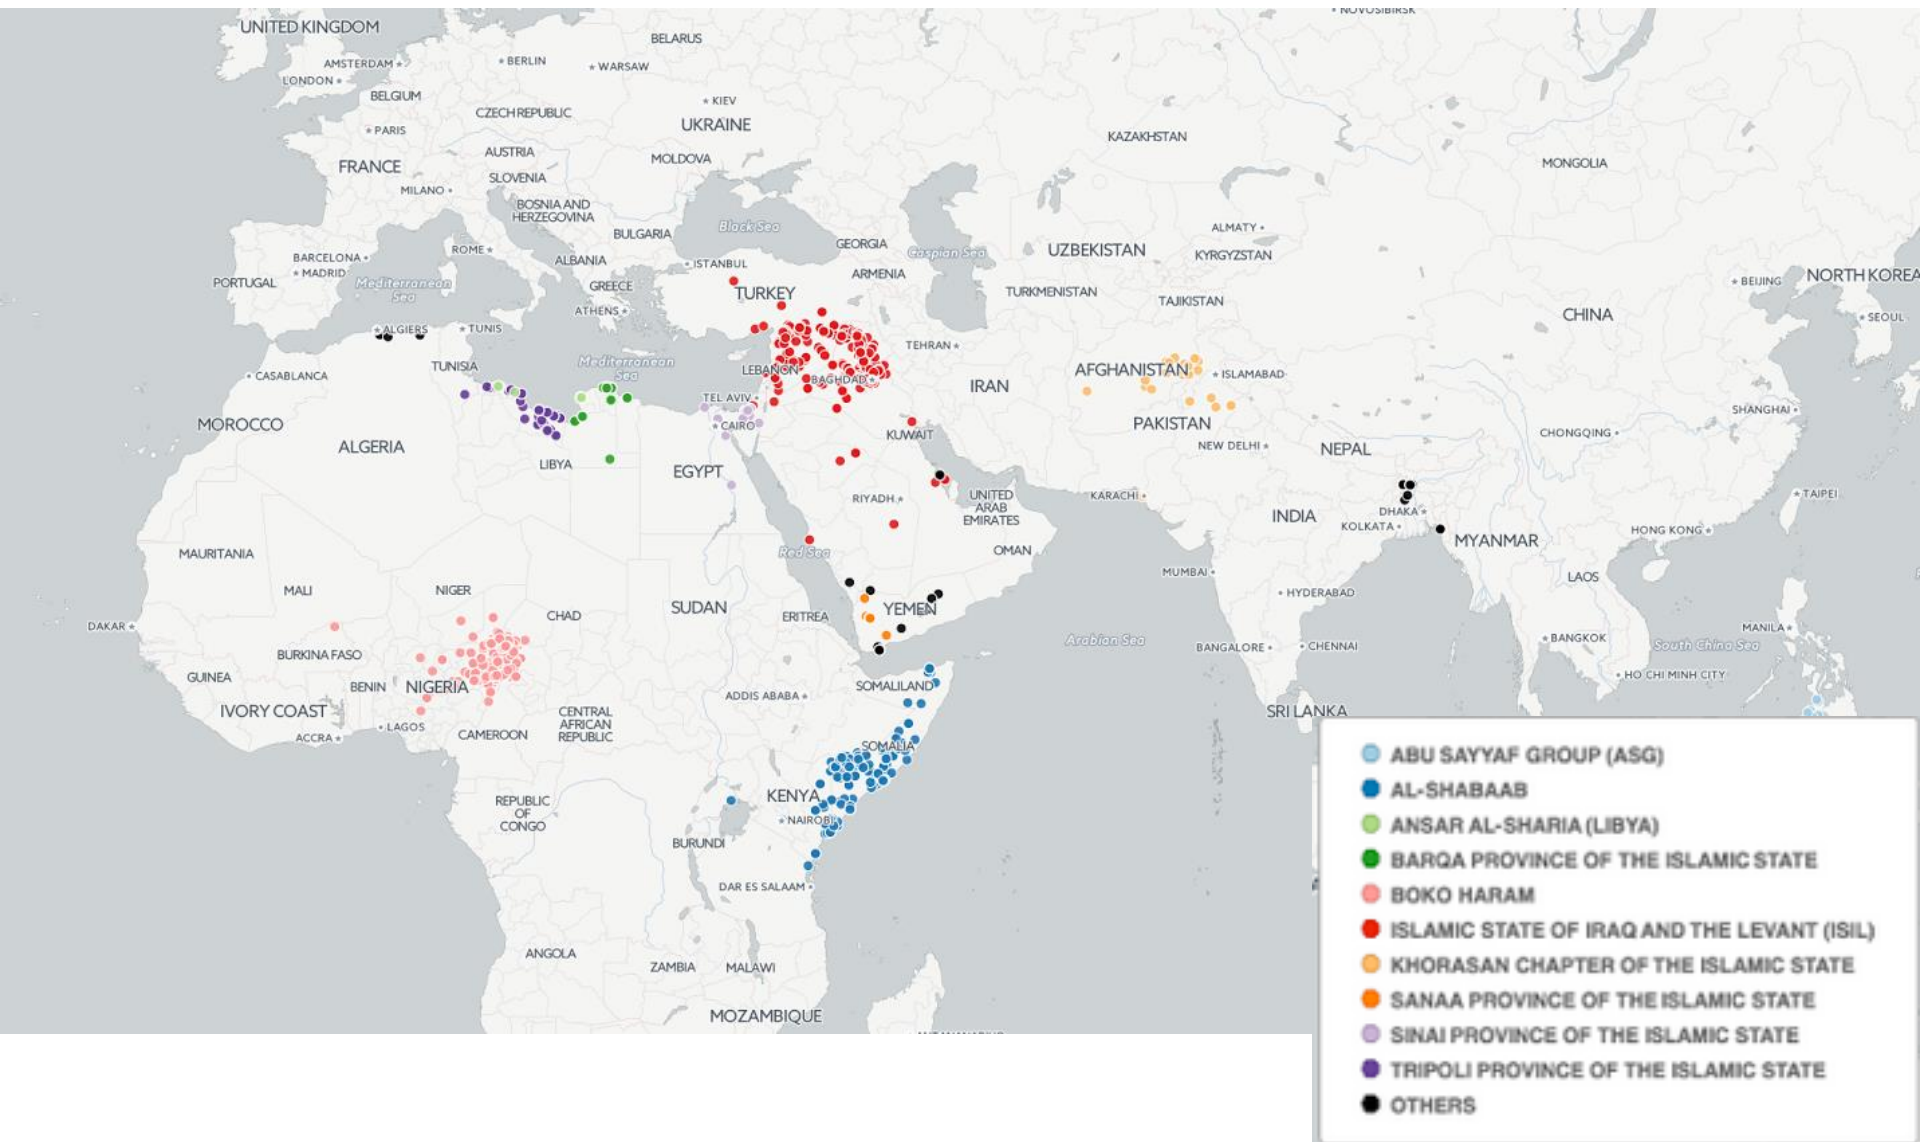 NOVOSIBIRSK
UNITED KINGDOM
BELARUS
AMSTERDAM
BERLIN
WARSAW
LONDON
BELGIUM
KIEV
CZECH REPUBLIC
UKRAINE
PARIS
KAZAKHSTAN
AUSTRIA
MOLDOVA
FRANCE
MONGOLIA
SLOVENIA
MILANO
BOSNIA AND
HERZEGOVINA
BULGARIA
Black Sea
ALMATY
GEORGIA
ROME
Caspian Sea
UZBEKISTAN
KYRGYZSTAN
BARCELONA
ALBANIA
ISTANBUL
MADRID
ARMENIA
NORTH KOREA
PORTUGAL
Mediterranean
Sea
GREECE
TURKEY
TURKMENISTAN
TAJIKISTAN
BEIJING
ATHENS
CHINA
SEOUL
ALGIERS
TUNIS
TEHRAN
TUNISIA
Mediterranean
Sea
LEBANON
BAGHDAD
AFGHANISTAN
ISLAMABAD
CASABLANCA
IRAN
TEL AVIV
SHANGHAI
MOROCCO
CAIRO
KUWAIT
PAKISTAN
CHONGQING
ALGERIA
NEW DELHI
NEPAL
LIBYA
EGYPT
RIYADH
UNITED
ARAB
EMIRATES
KARACHI
TAIPEI
INDIA
DHAKA
KOLKATA
HONG KONG
MAURITANIA
Red Sea
OMAN
MYANMAR
MUMBAI
LAOS
MALI
NIGER
HYDERABAD
CHAD
SUDAN
ERITREA
YEMEN
DAKAR
Arabian Sea
MANILA
BANGKOK
South China Sea
BURKINA FASO
BANGALORE
CHENNAI
GUINEA
BENIN
NIGERIA
SOMALILAND
HO CHI MINH CITY
ADDIS ABABA
IVORY COAST
CENTRAL
AFRICAN
REPUBLIC
SRI LANKA
LAGOS
ACCRA
CAMEROON
SOMALIA
KENYA
REPUBLIC
OF
CONGO
NAIROBI
BURUNDI
DAR ES SALAAM
ANGOLA
ZAMBIA
MALAWI
MOZAMBIQUE
ABU SAYYAF GROUP (ASG)
AL-SHABAAB
ANSAR AL-SHARIA (LIBYA)
BARQA PROVINCE OF THE ISLAMIC STATE
BOKO HARAM
ISLAMIC STATE OF IRAQ AND THE LEVANT (ISIL)
KHORASAN CHAPTER OF THE ISLAMIC STATE
SANAA PROVINCE OF THE ISLAMIC STATE
SINAI PROVINCE OF THE ISLAMIC STATE
TRIPOLI PROVINCE OF THE ISLAMIC STATE
OTHERS